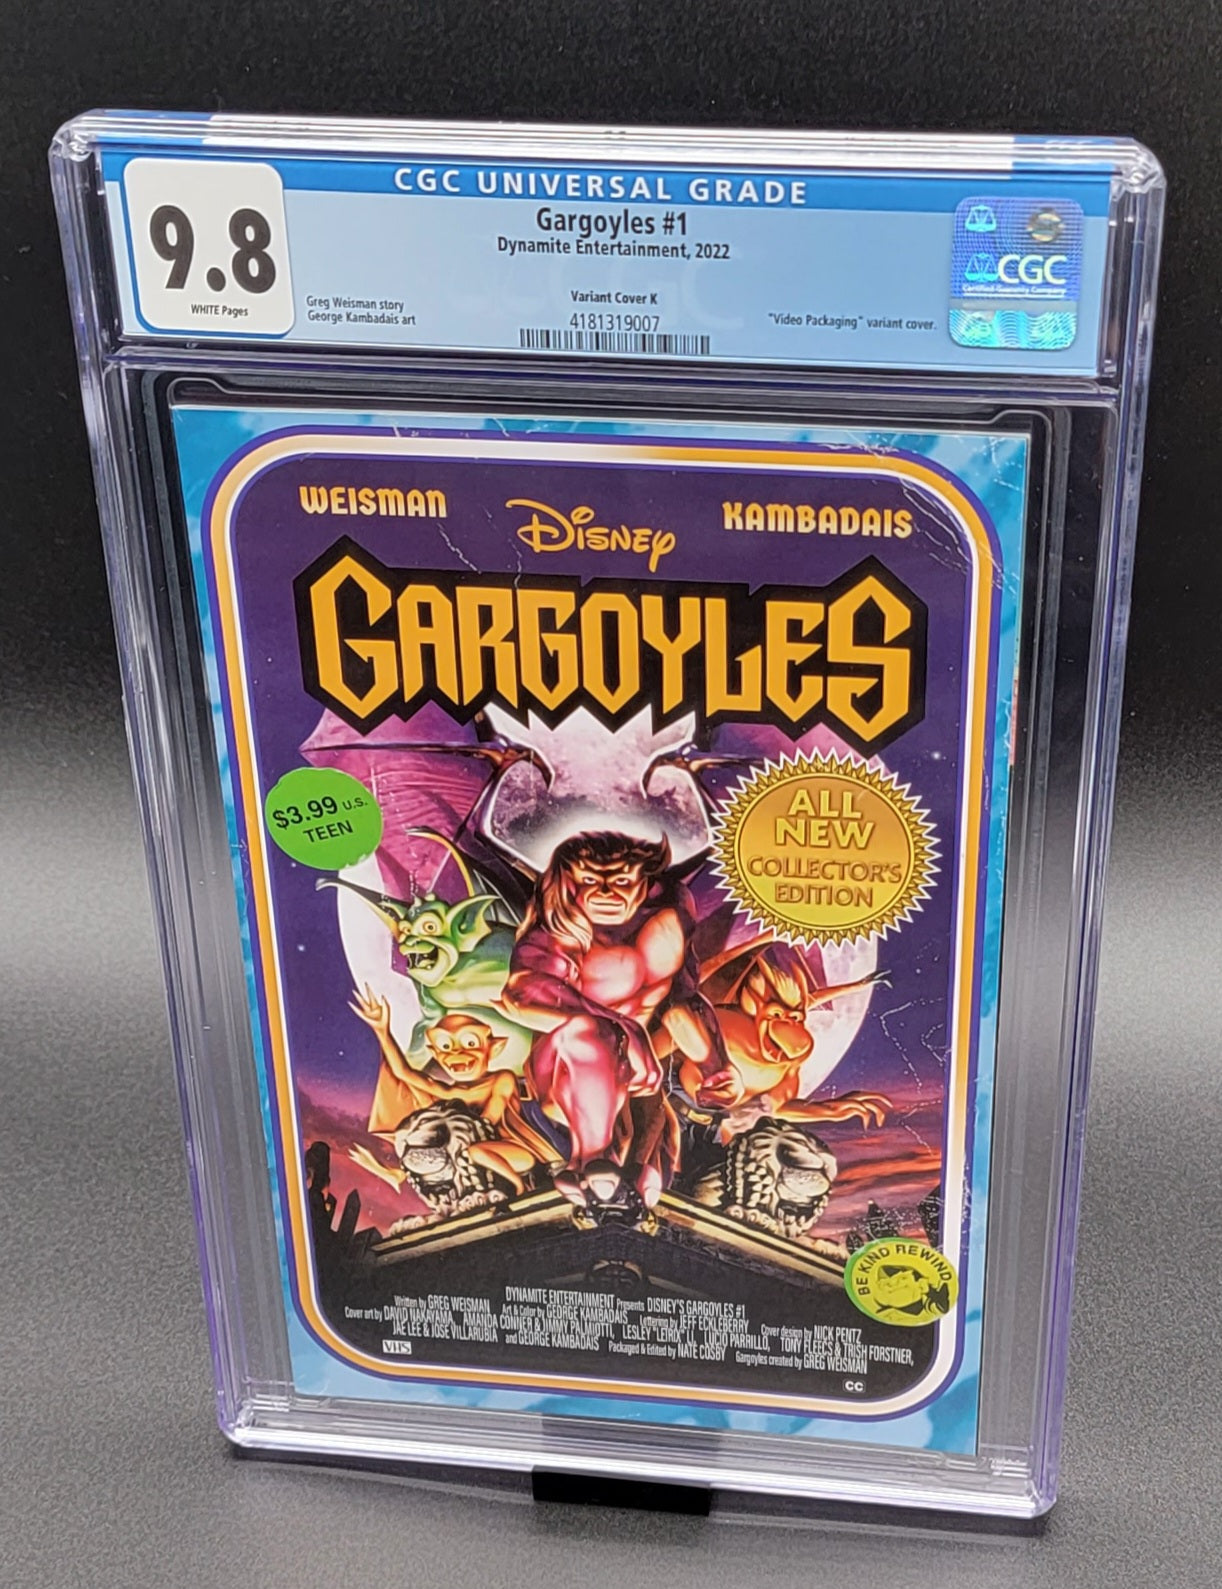 CGC UNIVERSAL GRADE
9.8
WHITE Pages
Gargoyles #1
Dynamite Entertainment, 2022
Variant Cover K
4181319007
Greg Weisman story
George Kambadais art
"Video Packaging" variant cover.
CGC
Certified Guaranty Company
WEISMAN
KAMBADAIS
DISNEY
GARGOYLES
$3.99 U.S.
TEEN
ALL
NEW
COLLECTOR'S
EDITION
BE KIND REWIND
DYNAMITE ENTERTAINMENT Presents DISNEY'S GARGOYLES #1
Written by GREG WEISMAN Art & Color by GEORGE KAMBADAIS Lettering by JEFF ECKLEBERRY Cover design by NICK PENTZ
Cover art by DAVID NAKAYAMA, AMANDA CONNER & JIMMY PALMIOTTI, LESLEY "LEIRIX" LI, LUCIO PARRILLO, TONY FLEECS & TRISH FORSTNER,
JAE LEE & JOSE VILLARUBIA and GEORGE KAMBADAIS Packaged & Edited by NATE COSBY Gargoyles created by GREG WEISMAN
VHS
CC